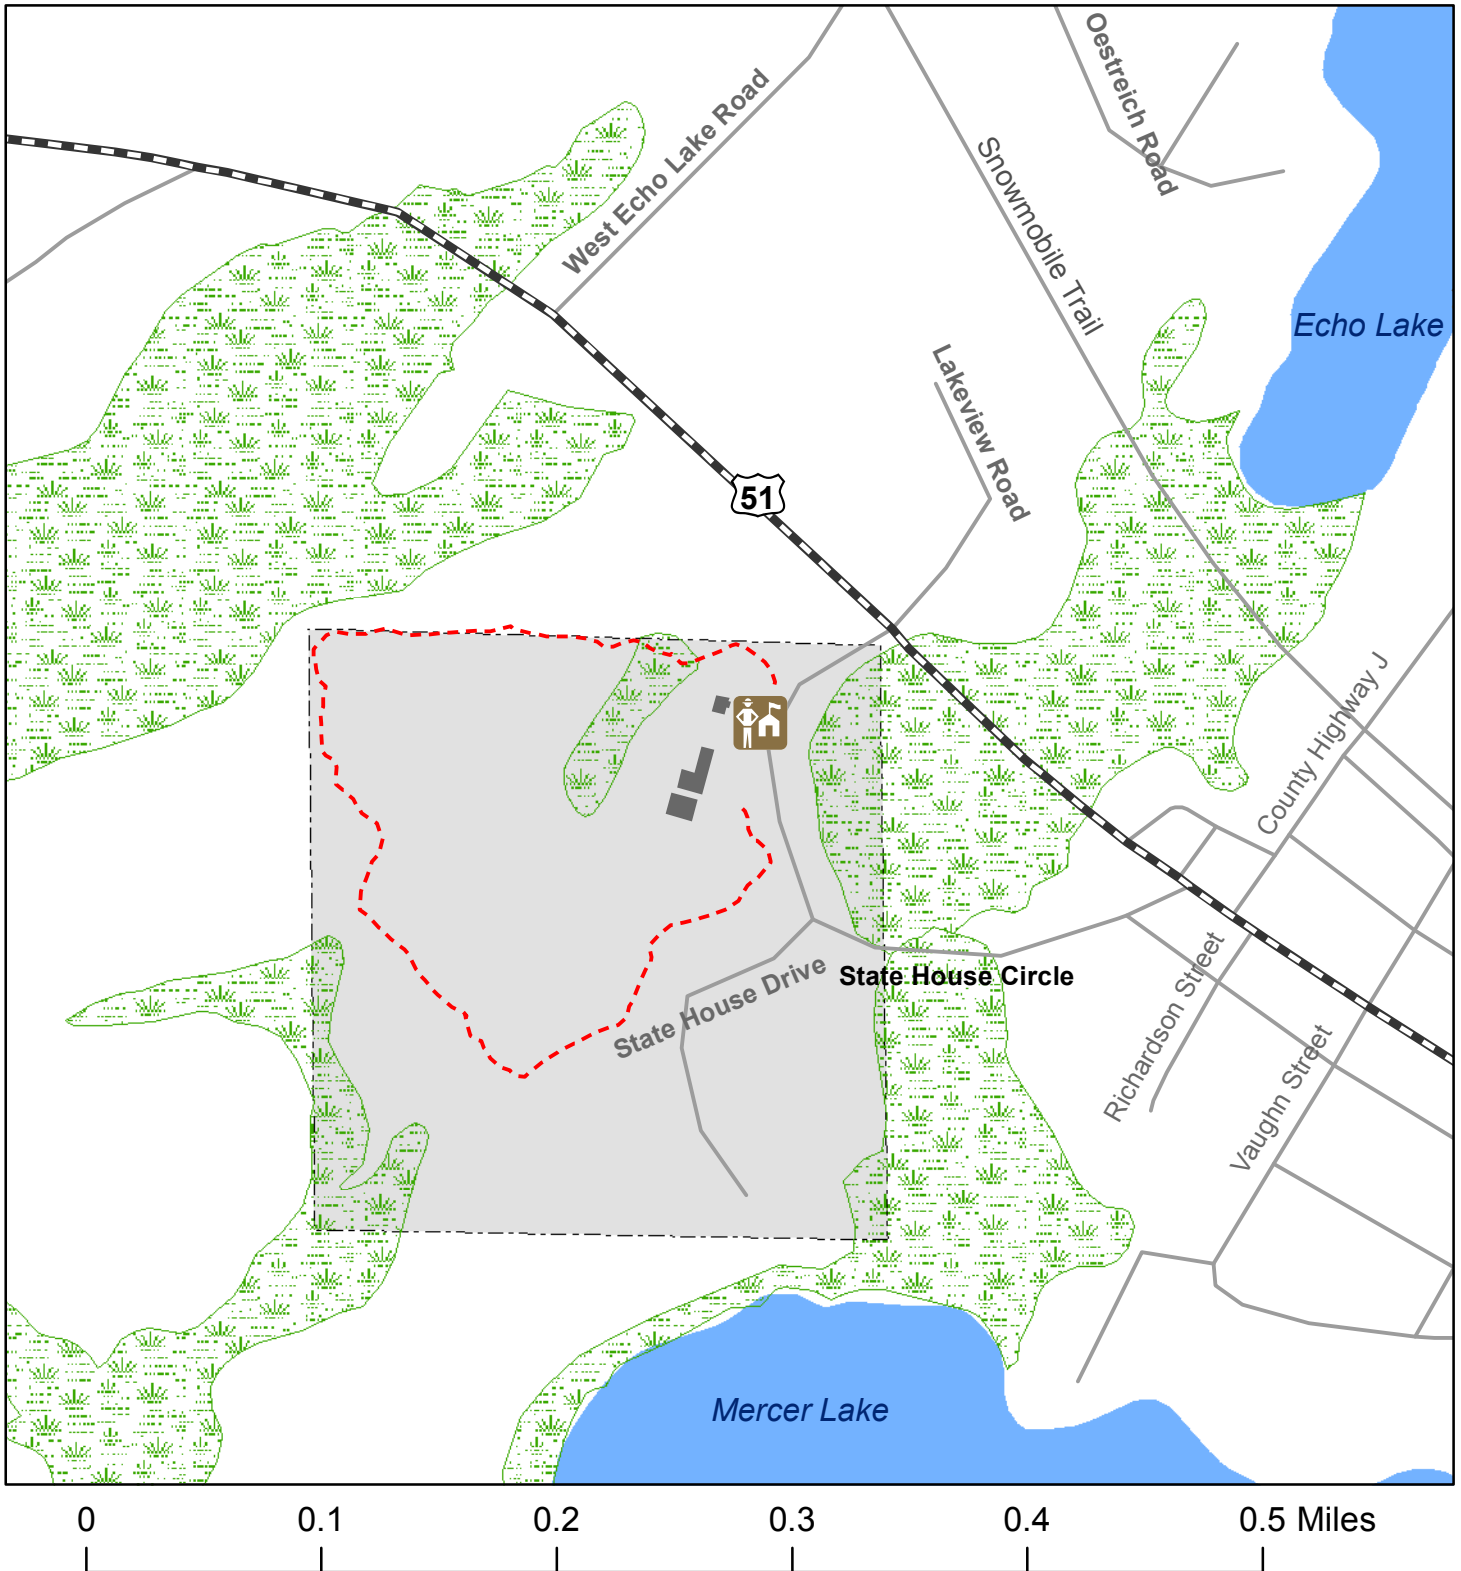 Oestreich Road
West Echo Lake Road
Snowmobile Trail
Echo Lake
Lakeview Road
51
County Highway J
State House Drive
State House Circle
Richardson Street
Vaughn Street
Mercer Lake
0 0.1 0.2 0.3 0.4 0.5 Miles